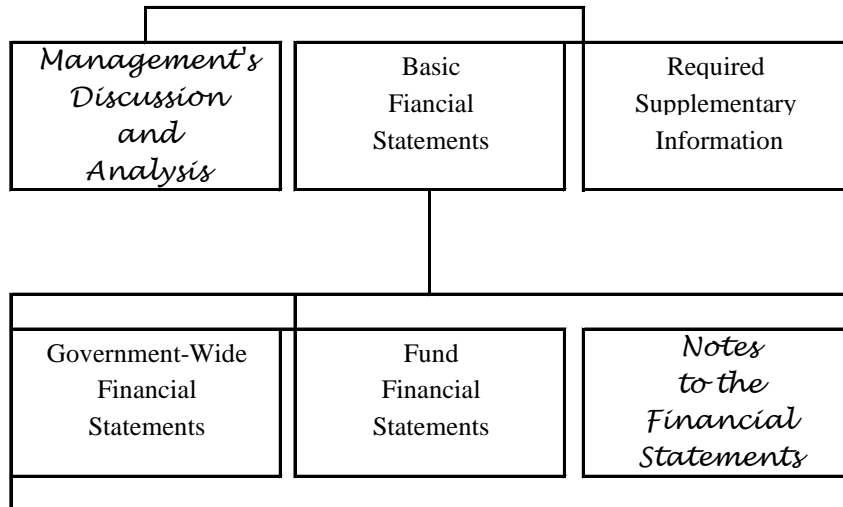 Management's
Discussion
and
Analysis
Basic
Fiancial
Statements
Required
Supplementary
Information
Government-Wide
Financial
Statements
Fund
Financial
Statements
Notes
to the
Financial
Statements